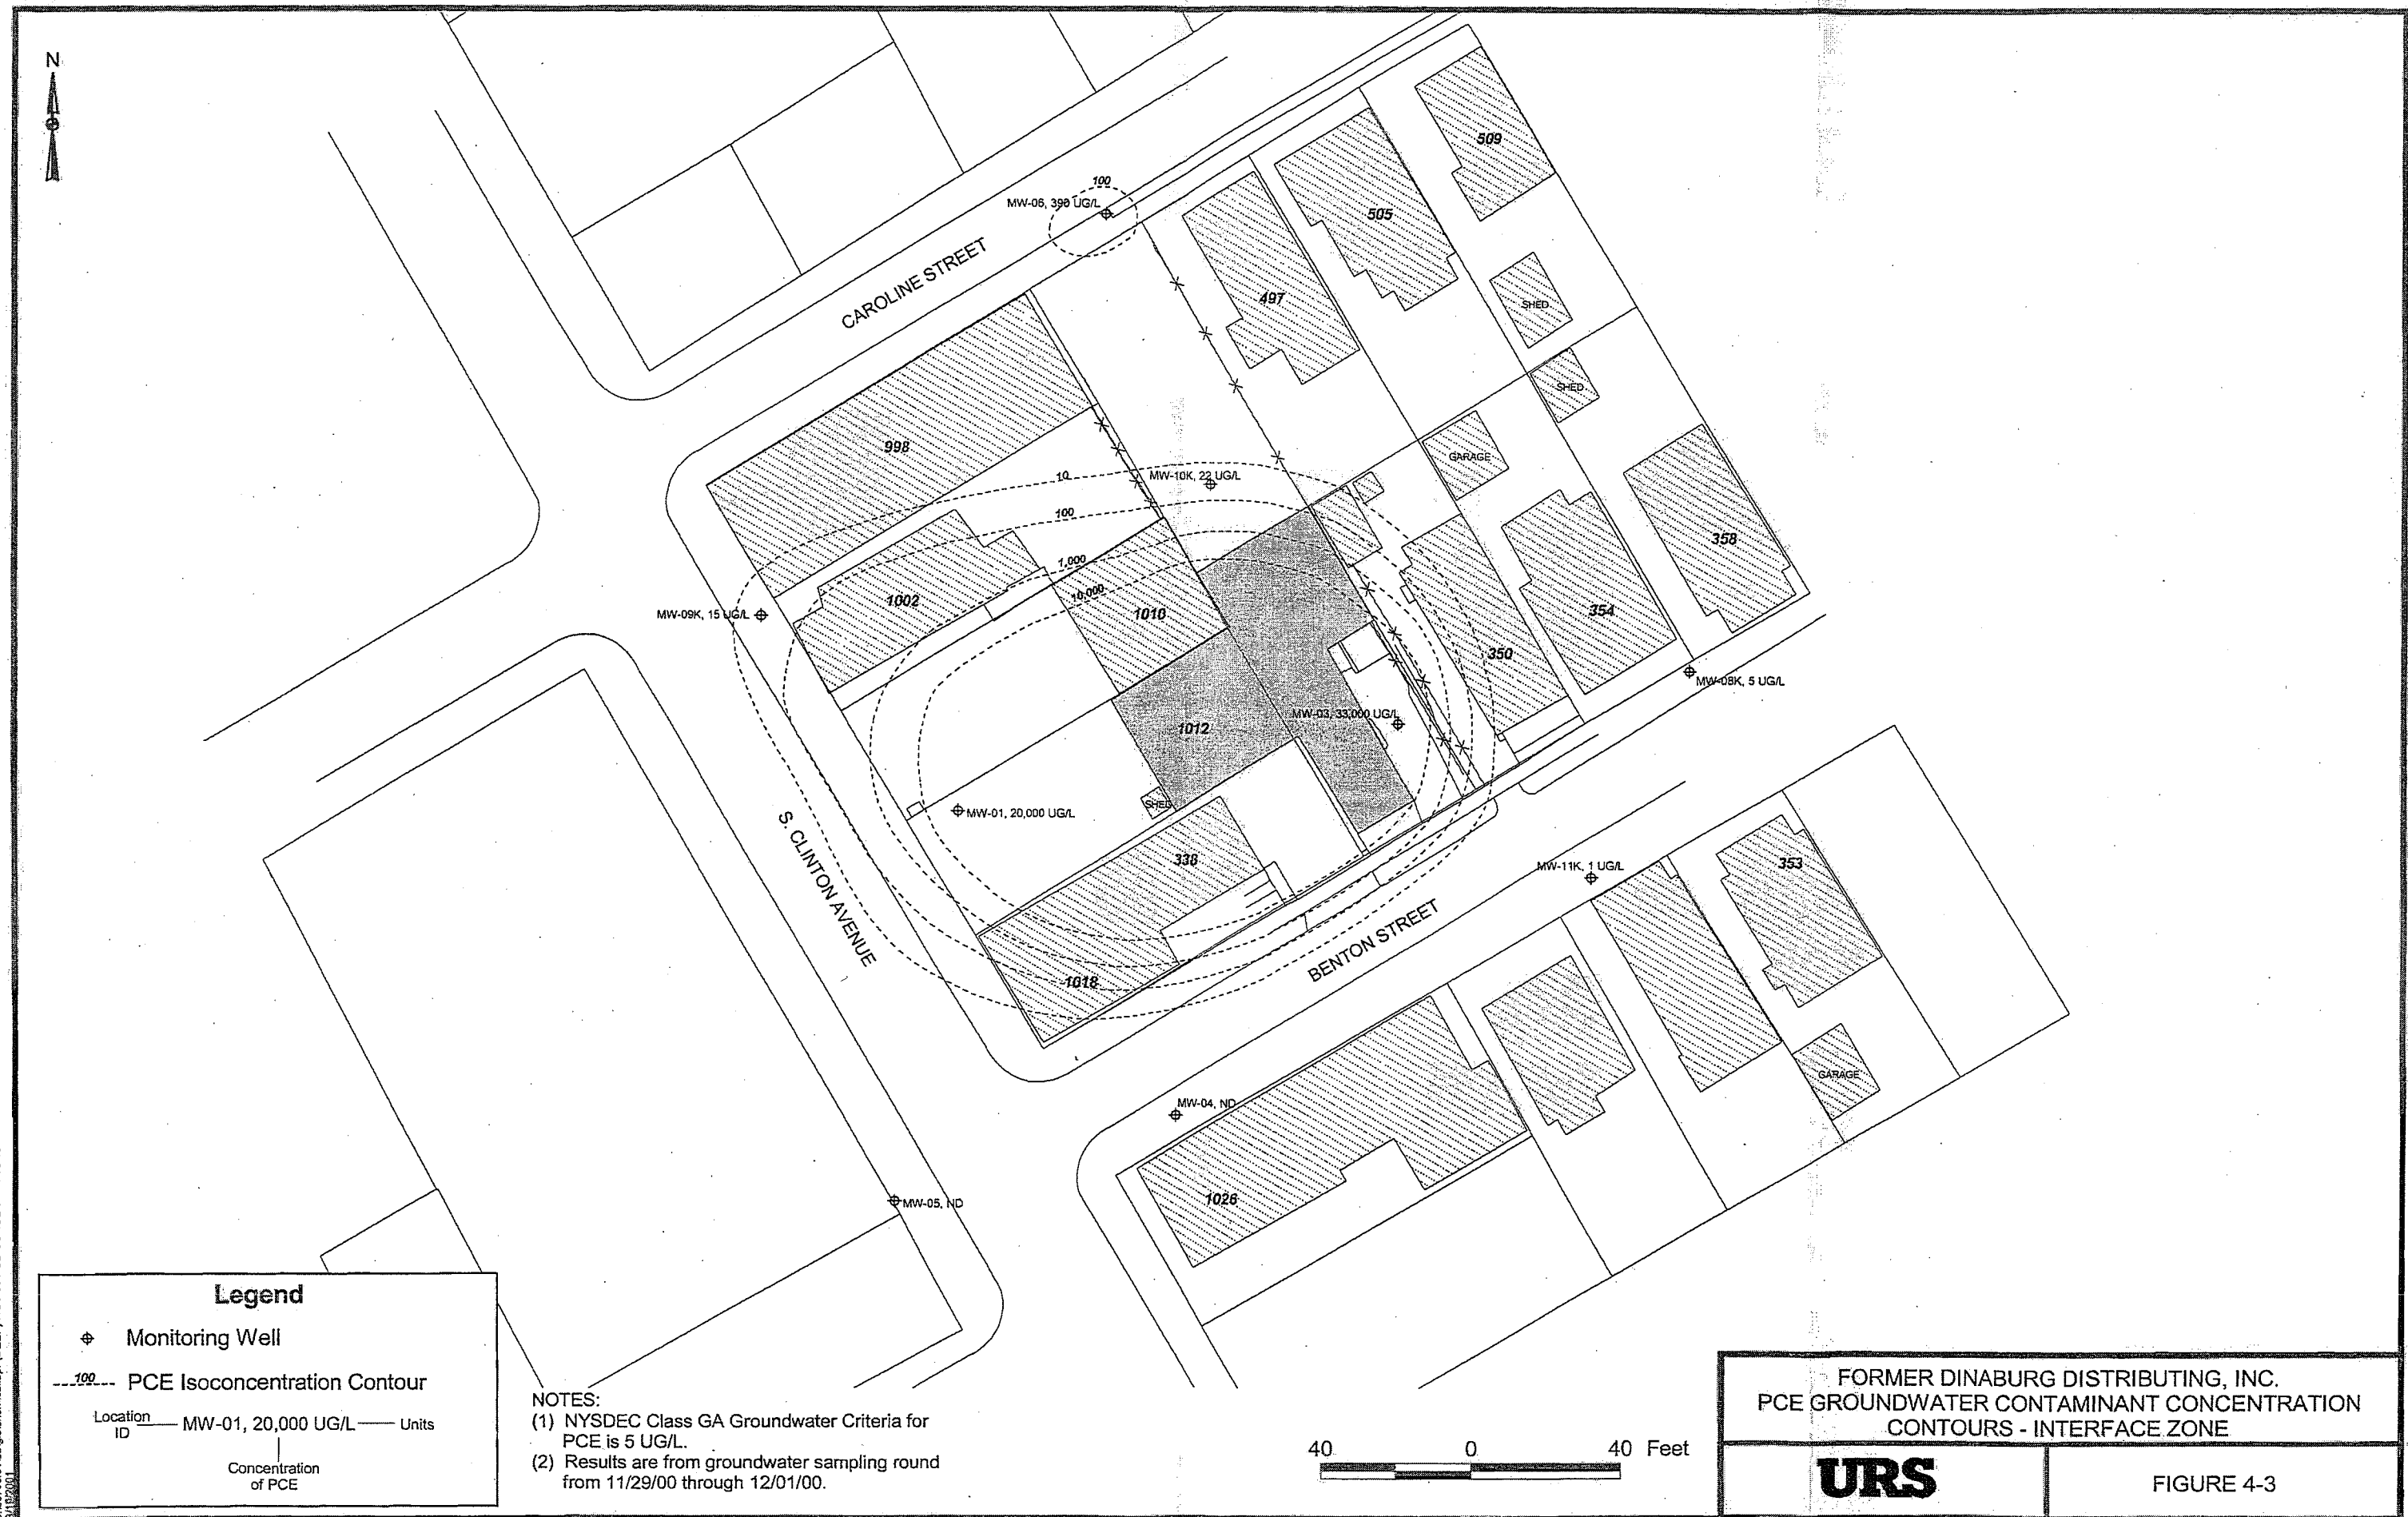 N
509
505
100
MW-06, 390 UG/L
CAROLINE STREET
497
SHED
SHED
998
GARAGE
10
MW-10K, 22 UG/L
100
358
1,000
10,000
1002
1010
354
MW-09K, 15 UG/L
350
MW-08K, 5 UG/L
MW-03, 33,000 UG/L
1012
SHED
MW-01, 20,000 UG/L
S. CLINTON AVENUE
338
353
MW-11K, 1 UG/L
BENTON STREET
1018
GARAGE
MW-04, ND
1026
MW-05, ND
Legend
Monitoring Well
100 PCE Isoconcentration Contour
Location ID MW-01, 20,000 UG/L Units
Concentration
of PCE
NOTES:
(1) NYSDEC Class GA Groundwater Criteria for
PCE is 5 UG/L.
(2) Results are from groundwater sampling round
from 11/29/00 through 12/01/00.
40 0 40 Feet
FORMER DINABURG DISTRIBUTING, INC.
PCE GROUNDWATER CONTAMINANT CONCENTRATION
CONTOURS - INTERFACE ZONE
URS
FIGURE 4-3